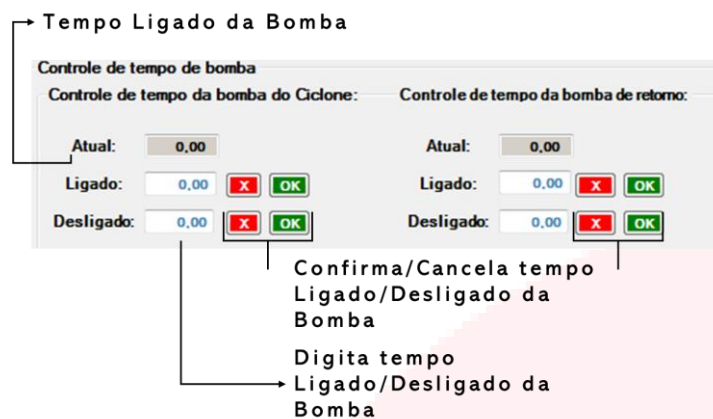 Tempo Ligado da Bomba
Controle de tempo de bomba
Controle de tempo da bomba do Ciclone:
Controle de tempo da bomba de retorno:
Atual: 0,00
Atual: 0,00
Ligado: 0,00 X OK
Ligado: 0,00 X OK
Desligado: 0,00 X OK
Desligado: 0,00 X OK
Confirma/Cancela tempo
Ligado/Desligado da
Bomba
Digita tempo
Ligado/Desligado da
Bomba